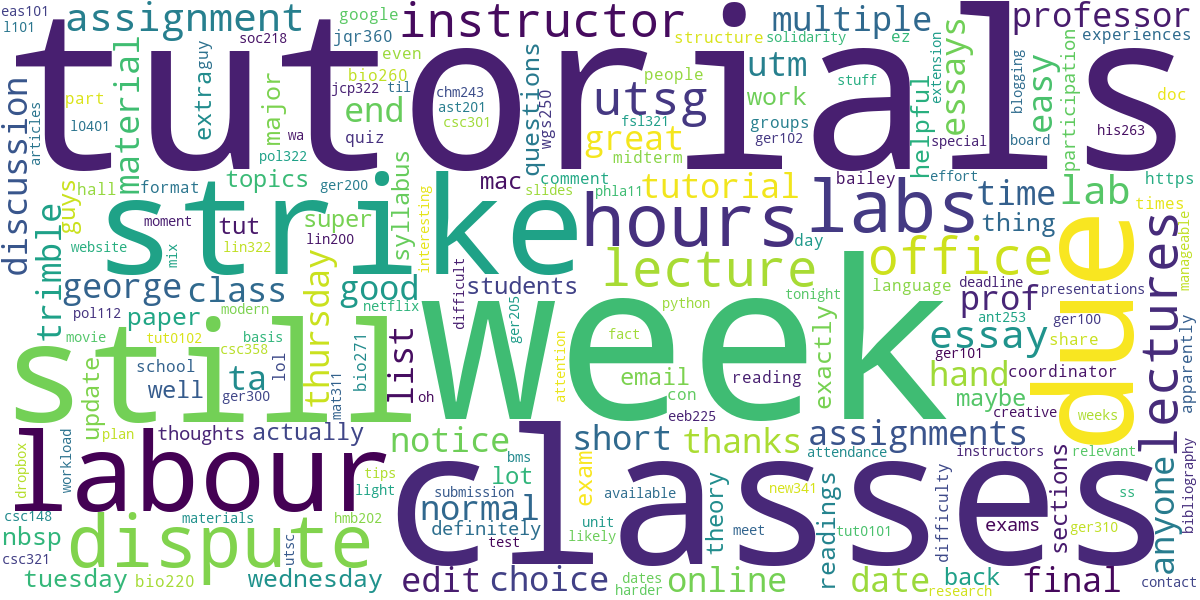 eas101
l101
assignment
google
jqr360
instructor
multiple
professor
structure
solidarity
ez
experiences
tutorials
soc218
guy
extra
even
bio260
jcp322
til
chm243
ast201
csc301
people
utm
stuff
essays
extension
blogging
easy
participation
part
l0401
articles
discussion
material
major
end
quiz
wa
pol322
questions
wgs250
utsg
great
fsl321
midterm
work
groups
ger102
helpful
special
board
doc
his263
guys
hall
format
topics
ger200
mac
comment
slides
phla11
tutorial
bailey
effort
https
trimble
moment
tut
super
syllabus
strike
hours
labs
time
lab
times
thing
manageable
website
mix
lin322
lin200
interesting
day
lecture
office
due
lectures
george
class
thursday
good
students
tonight
language
deadline
prof
presentations
pol112
modern
netflix
difficult
python
ant253
ger100
paper
movie
tut0102
basis
csc358
lol
bio271
ger205
fact
week
essay
share
apparently
still
school
well
ta
ger300
list
mat311
oh
attention
email
con
reading
eeb225
exactly
ger101
hand
coordinator
maybe
creative
weeks
update
plan
thoughts
actually
notice
lot
bms
short
thanks
assignments
attendance
instructors
relevant
anyone
bibliography
labour
classes
dropbox
workload
tips
light
normal
submission
exam
available
new341
theory
readings
difficulty
sections
ss
csc148
materials
hmb202
definitely
unit
likely
meet
tut0101
exams
ger310
nbsp
dispute
utsc
test
csc321
tuesday
bio220
wednesday
edit
choice
dates
harder
online
date
back
research
final
contact